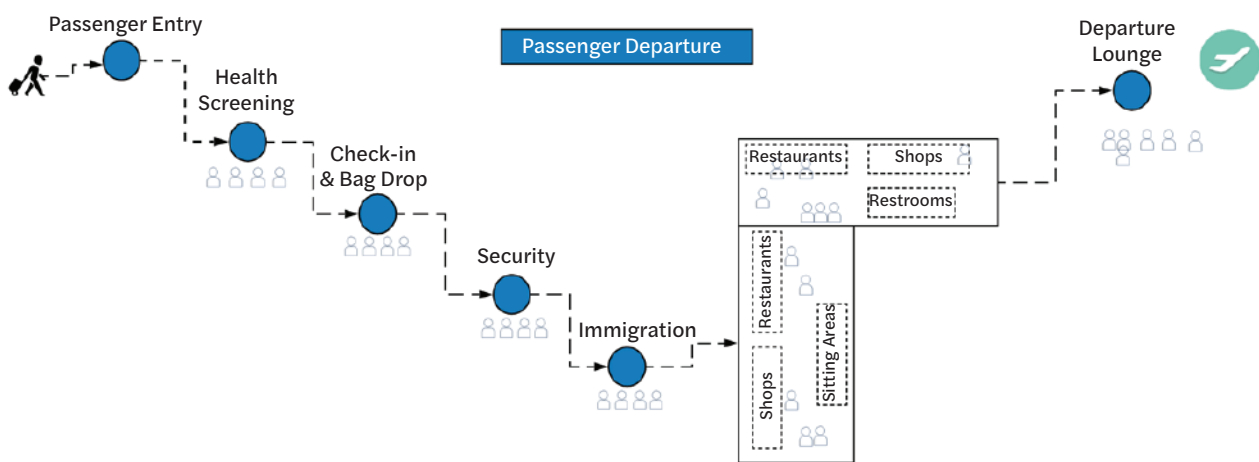 Passenger Entry
Passenger Departure
Departure
Lounge
Health
Screening
Check-in
& Bag Drop
Restaurants
Shops
Restrooms
Security
Immigration
Restaurants
Sitting Areas
Shops